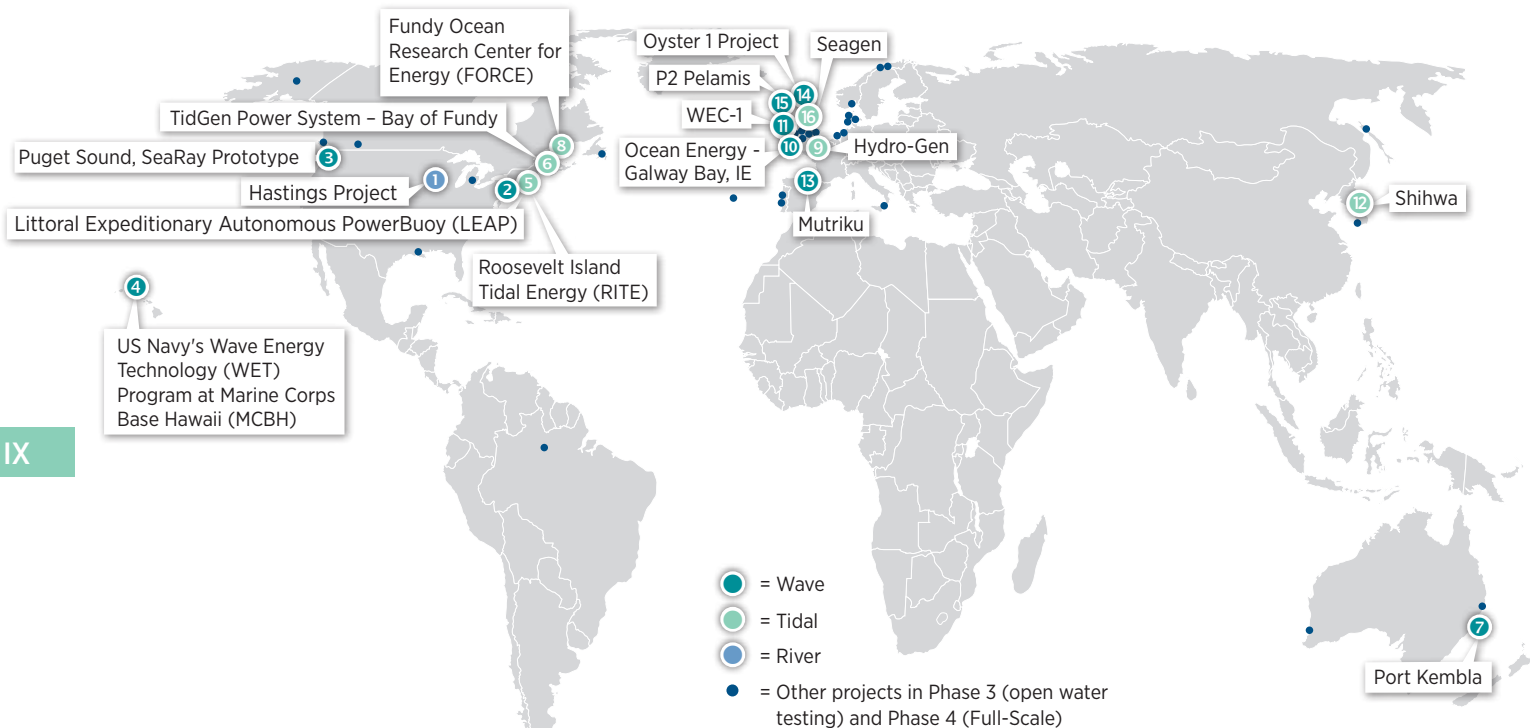 Fundy Ocean
Research Center for
Energy (FORCE)
Oyster 1 Project
Seagen
P2 Pelamis
TidGen Power System – Bay of Fundy
WEC-1
Puget Sound, SeaRay Prototype
Ocean Energy -
Galway Bay, IE
Hydro-Gen
Hastings Project
Littoral Expeditionary Autonomous PowerBuoy (LEAP)
Mutriku
Shihwa
Roosevelt Island
Tidal Energy (RITE)
US Navy's Wave Energy
Technology (WET)
Program at Marine Corps
Base Hawaii (MCBH)
IX
1
2
3
4
5
6
7
8
9
10
11
12
13
14
15
16
= Wave
= Tidal
= River
= Other projects in Phase 3 (open water
testing) and Phase 4 (Full-Scale)
Port Kembla